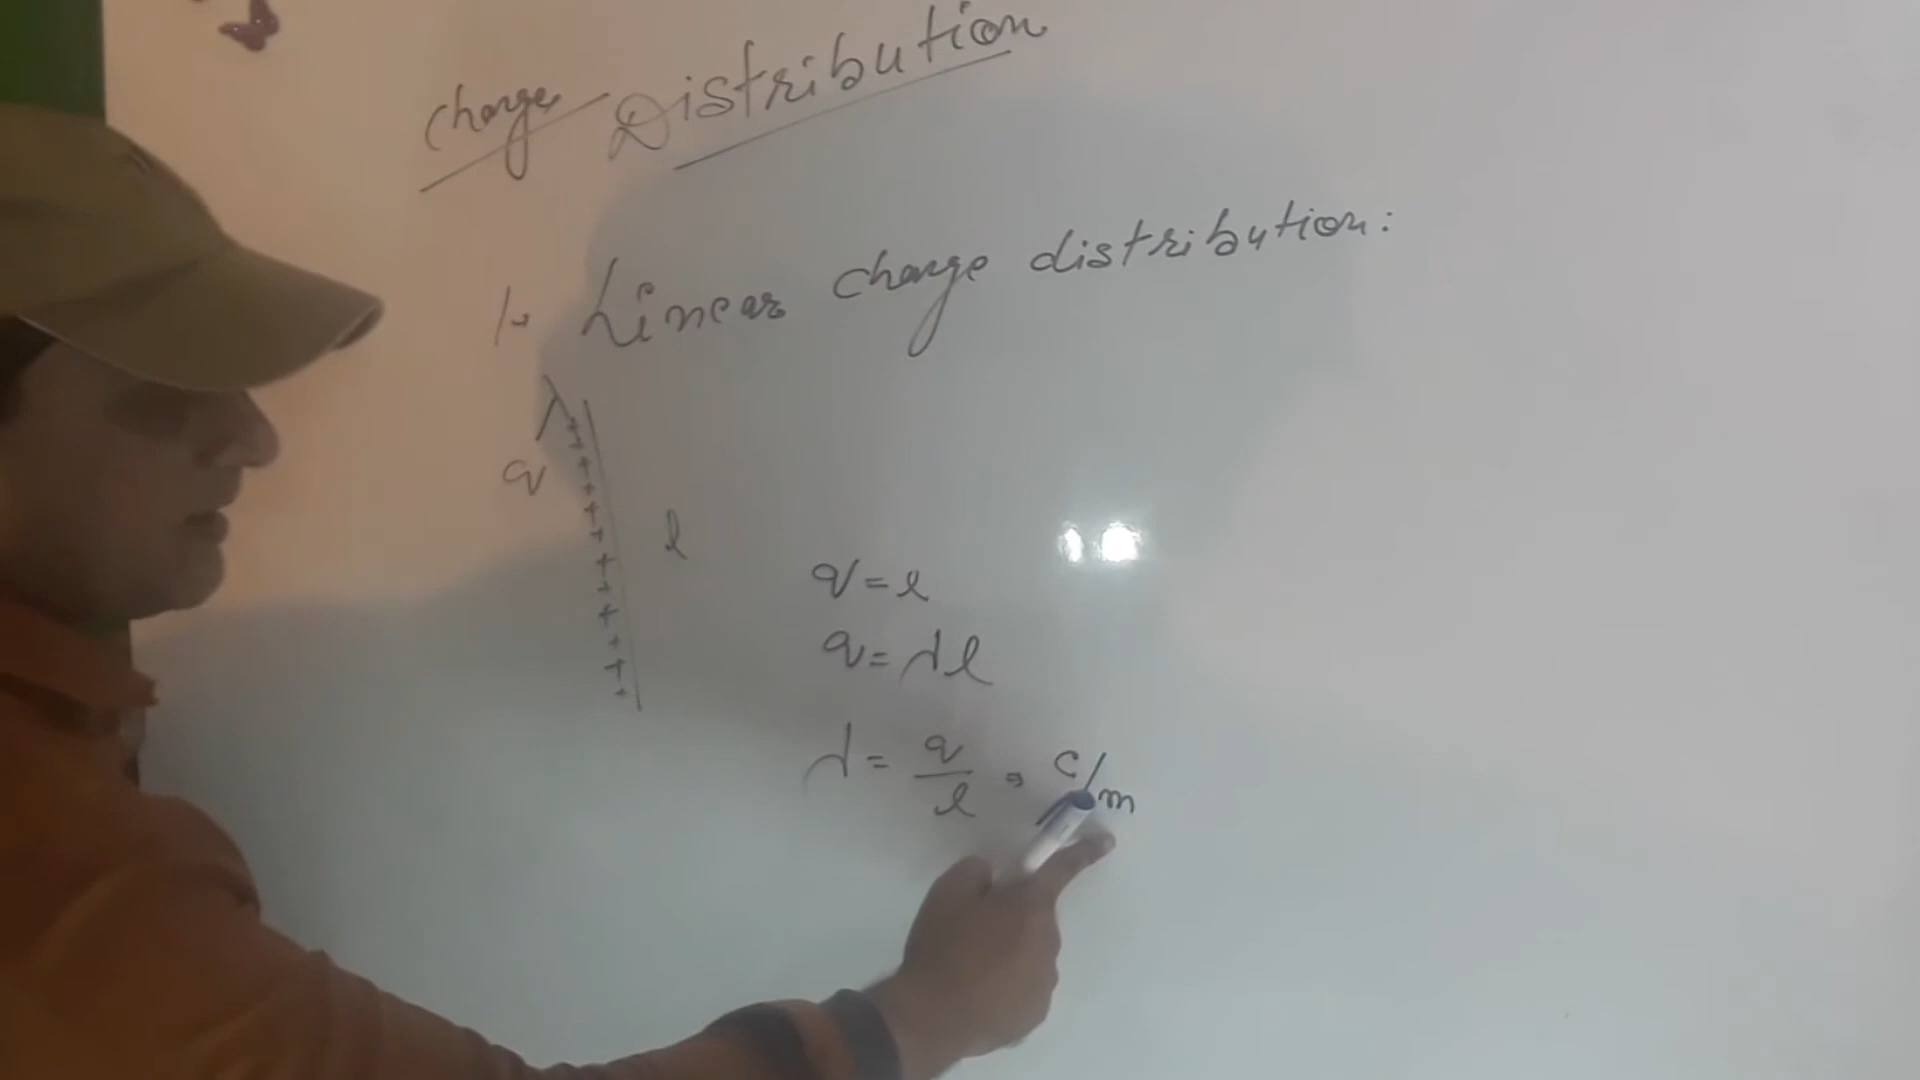 Charge Distribution
1. Linear charge distribution:
λ
q
l
q = l
q = λl
λ = q/l = C/m